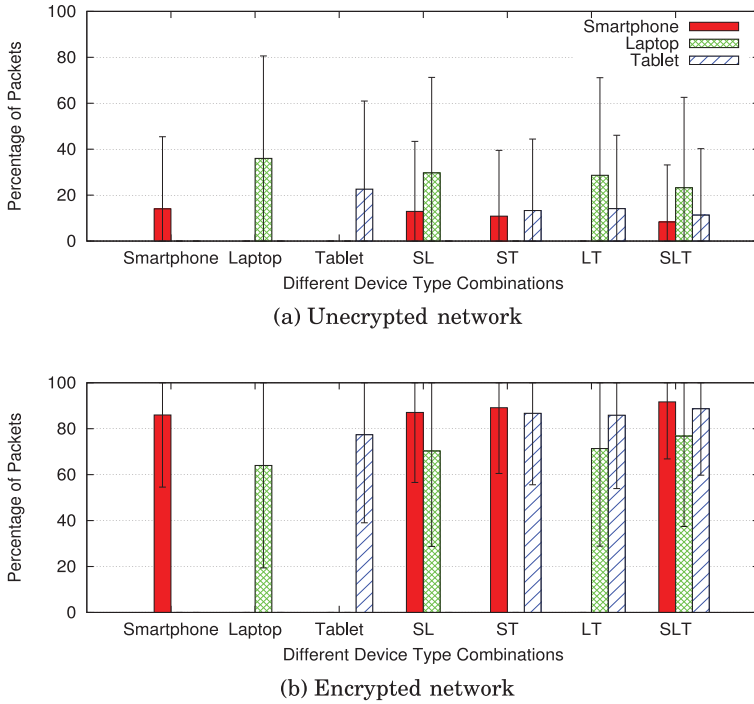 100
80
60
40
20
0
Percentage of Packets
Smartphone
Laptop
Tablet
Smartphone Laptop Tablet SL ST LT SLT
Different Device Type Combinations
(a) Unecrypted network
100
80
60
40
20
0
Percentage of Packets
Smartphone Laptop Tablet SL ST LT SLT
Different Device Type Combinations
(b) Encrypted network